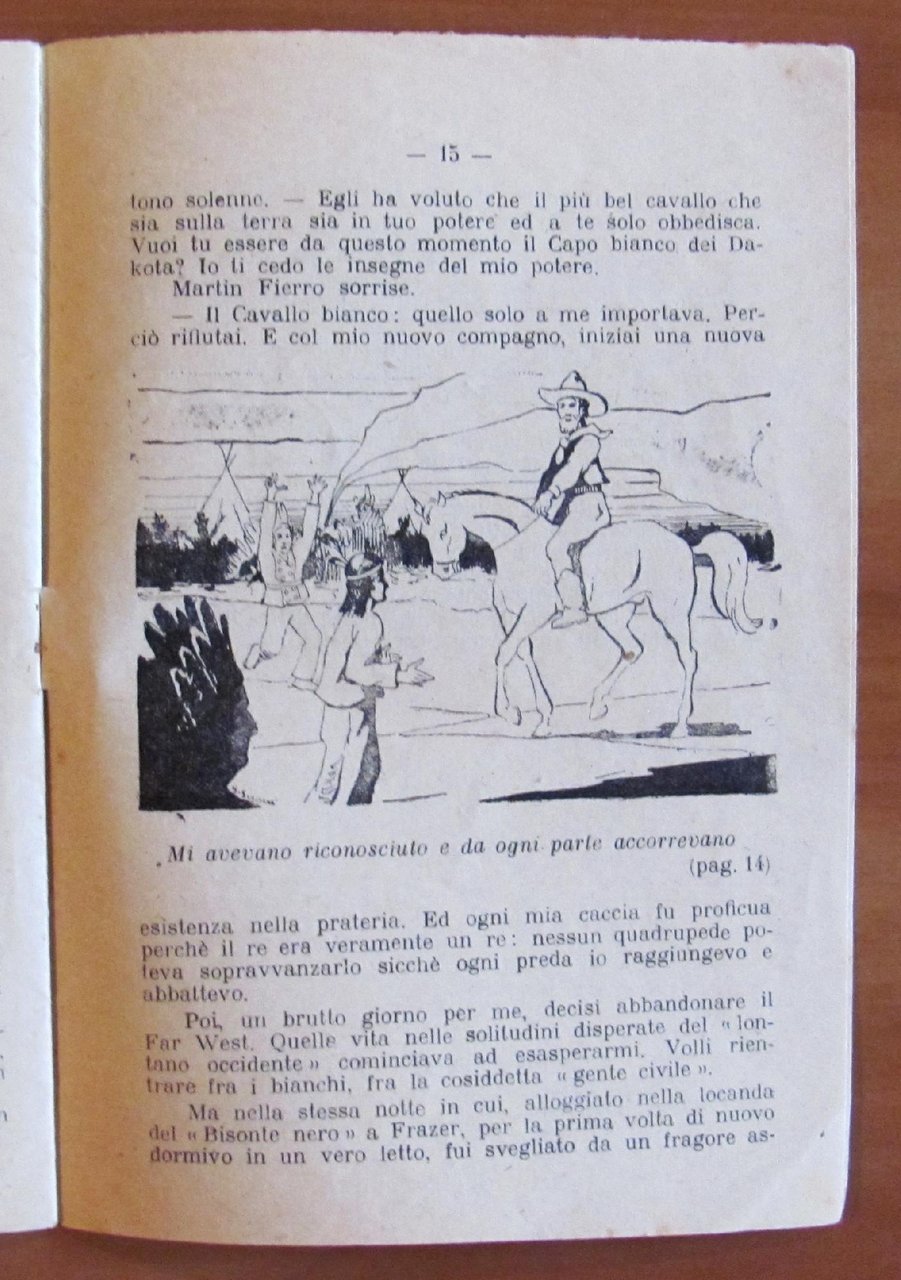 — 15 —
tono solenne. — Egli ha voluto che il più bel cavallo che
sia sulla terra sia in tuo potere ed a te solo obbedisca.
Vuoi tu essere da questo momento il Capo bianco dei Da-
kota? Io ti cedo le insegne del mio potere.
Martin Fierro sorrise.
— Il Cavallo bianco: quello solo a me importava. Per-
ciò rifiutai. E col mio nuovo compagno, iniziai una nuova
Mi avevano riconosciuto e da ogni parte accorrevano
(pag. 14)
esistenza nella prateria. Ed ogni mia caccia fu proficua
perchè il re era veramente un re: nessun quadrupede po-
teva sopravvanzarlo sicchè ogni preda io raggiungevo e
abbattevo.
Poi, un brutto giorno per me, decisi abbandonare il
Far West. Quelle vita nelle solitudini disperate del « lon-
tano occidente » cominciava ad esasperarmi. Volli rien-
trare fra i bianchi, fra la cosiddetta « gente civile ».
Ma nella stessa notte in cui, alloggiato nella locanda
del « Bisonte nero » a Frazer, per la prima volta di nuovo
dormivo in un vero letto, fui svegliato da un fragore as-